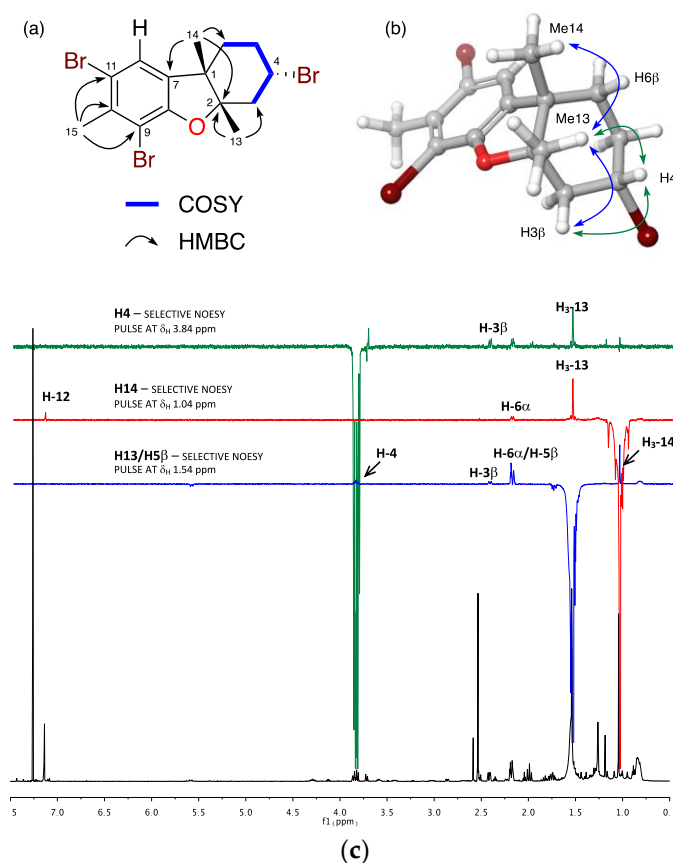 (a)
H
14
4
Br
11
1
7
Br
2
15
9
O
13
Br
COSY
HMBC
(b)
Me14
H6β
Me13
H4
H3β
H4 – SELECTIVE NOESY
PULSE AT δH 3.84 ppm
H-3β
H3-13
H-12
H14 – SELECTIVE NOESY
PULSE AT δH 1.04 ppm
H-6α
H3-13
H13/H5β – SELECTIVE NOESY
PULSE AT δH 1.54 ppm
H-4
H-3β
H-6α/H-5β
H3-14
5 7.0 6.5 6.0 5.5 5.0 4.5 4.0 3.5 3.0 2.5 2.0 1.5 1.0 0.
f1 (ppm)
(c)